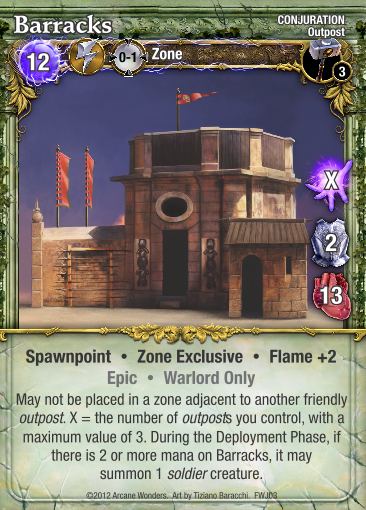 Barracks
CONJURATION
Outpost
12
0-1
Zone
3
X
2
13
Spawnpoint • Zone Exclusive • Flame +2
Epic • Warlord Only
May not be placed in a zone adjacent to another friendly
outpost. X = the number of outposts you control, with a
maximum value of 3. During the Deployment Phase, if
there is 2 or more mana on Barracks, it may
summon 1 soldier creature.
©2012 Arcane Wonders. Art by Tiziano Baracchi. FWJ03